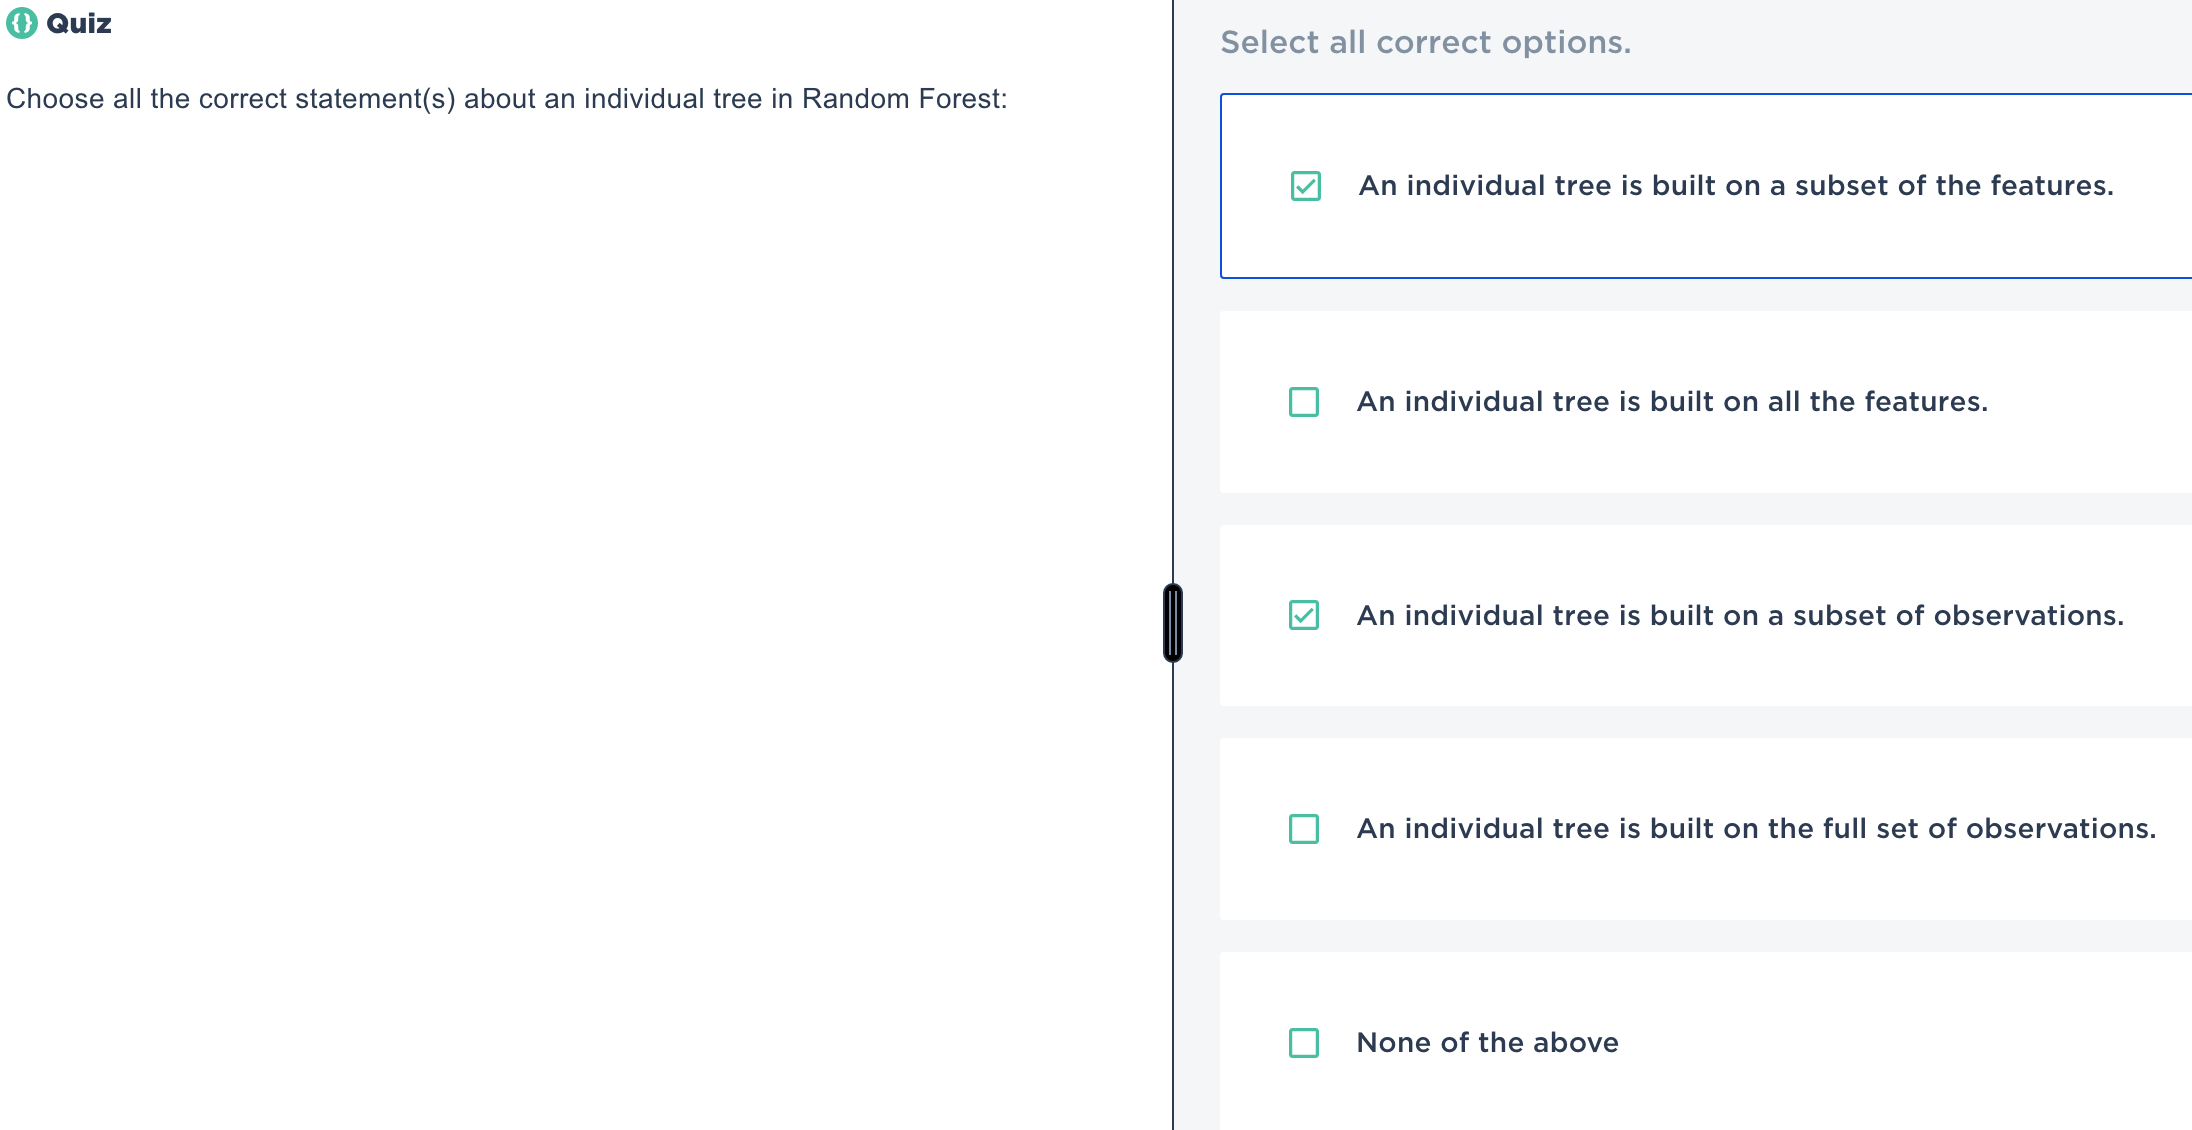 Quiz
Choose all the correct statement(s) about an individual tree in Random Forest:
Select all correct options.
An individual tree is built on a subset of the features.
An individual tree is built on all the features.
An individual tree is built on a subset of observations.
An individual tree is built on the full set of observations.
None of the above